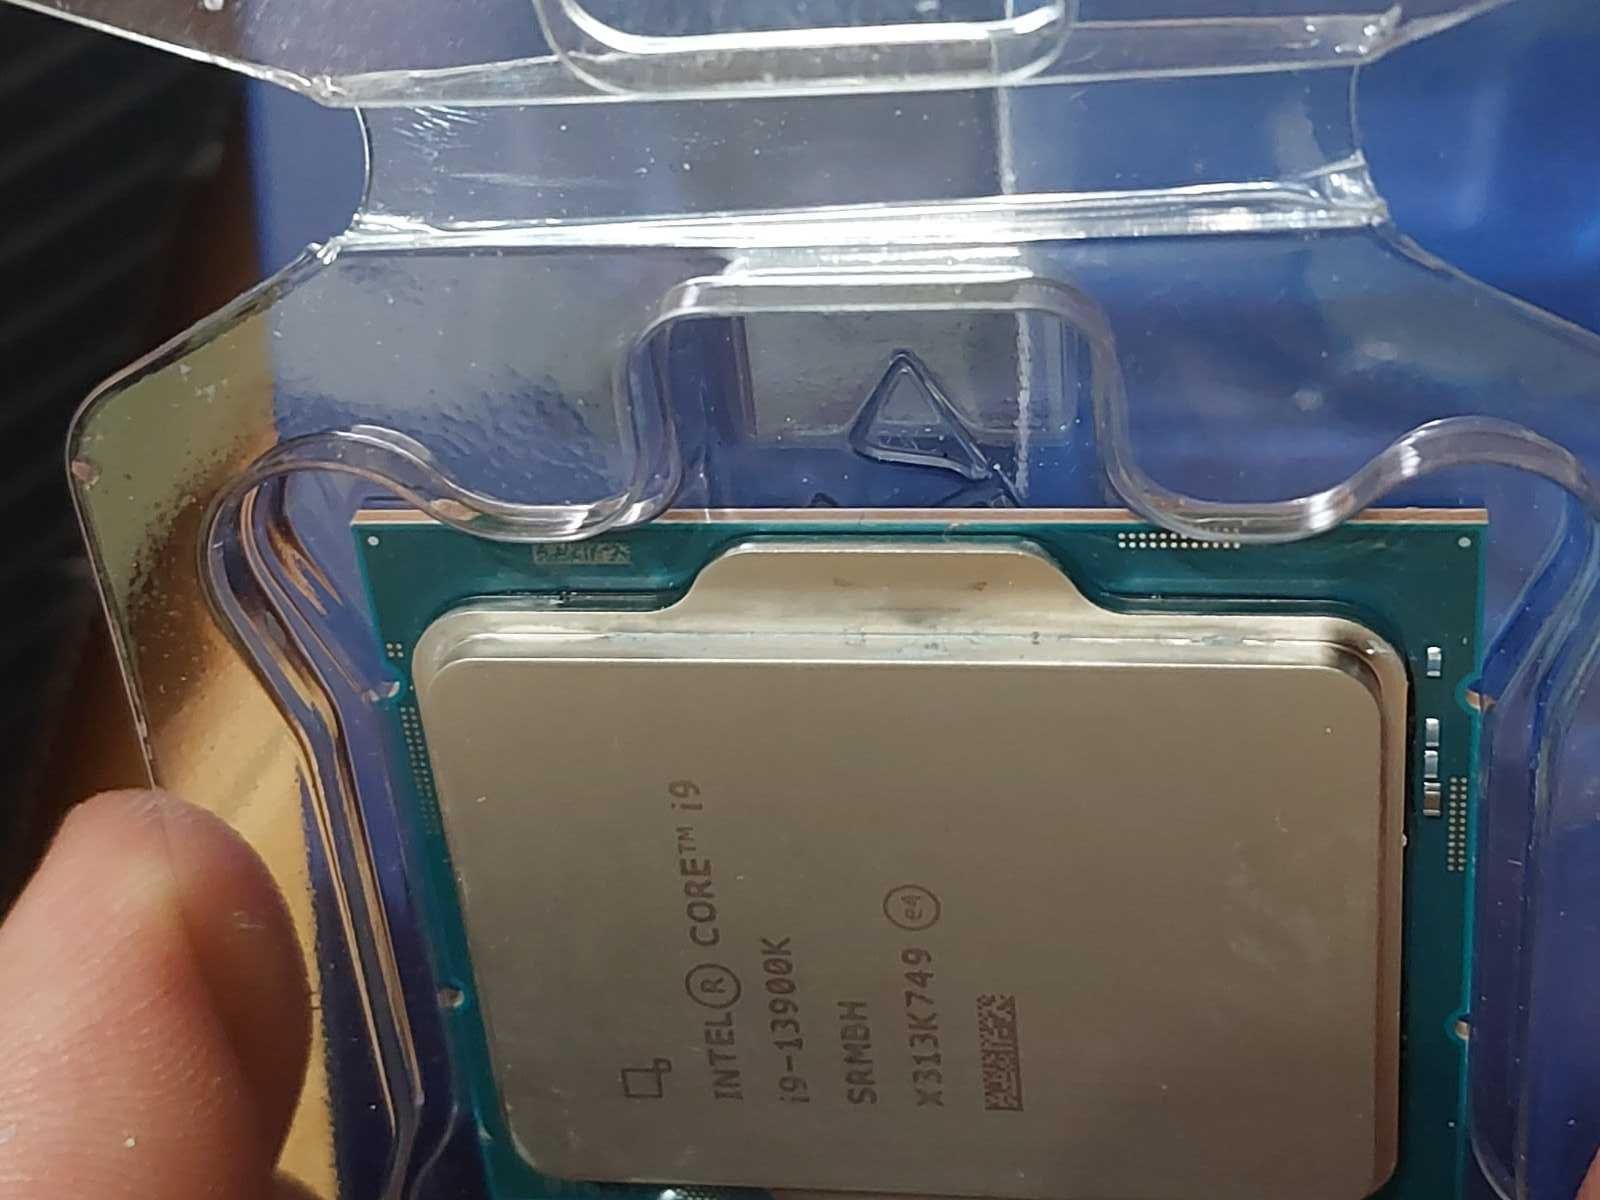 INTEL® CORE™ i9
i9-13900K
SRMBH
X313K749 e4